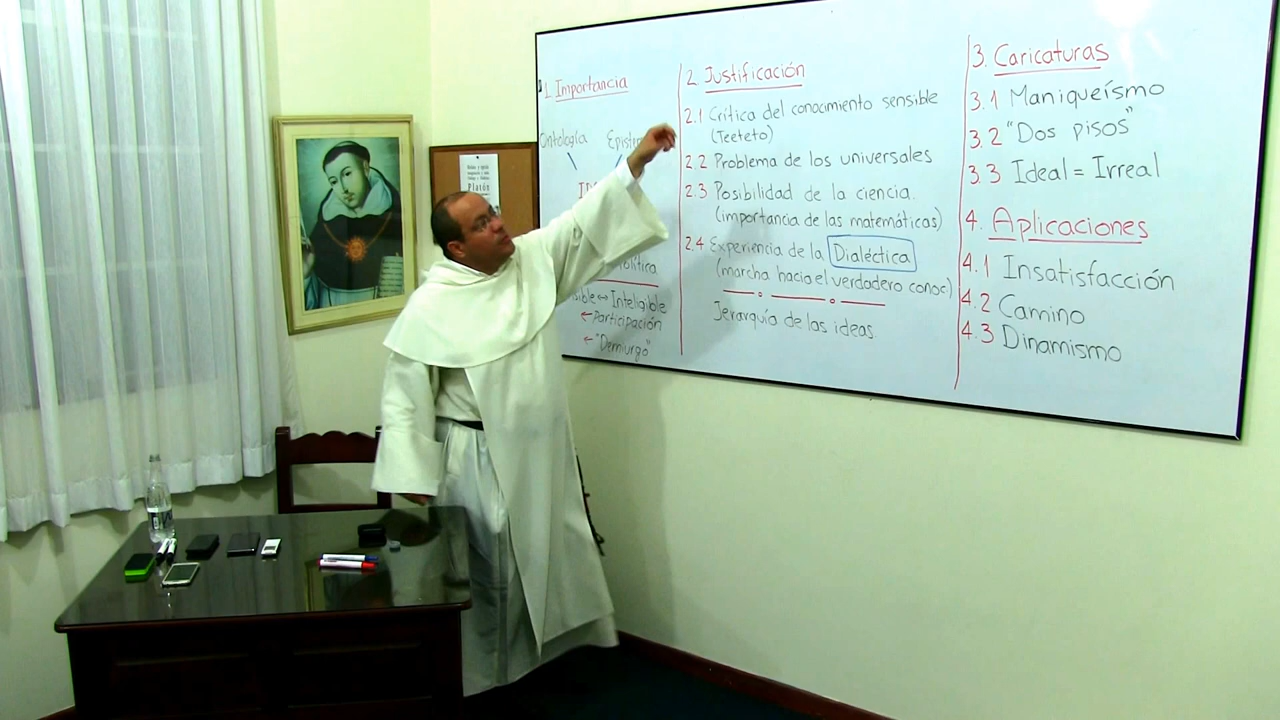 Platón
1. Importancia
Ontología
Inteligible
← Participación
← "Demiurgo"
2. Justificación
2.1 Crítica del conocimiento sensible
(Teeteto)
2.2 Problema de los universales
2.3 Posibilidad de la ciencia.
(importancia de las matemáticas)
2.4 Experiencia de la Dialéctica
(marcha hacia el verdadero conoc)
Jerarquía de las ideas.
3. Caricaturas
3.1 Maniqueísmo
3.2 "Dos pisos"
3.3 Ideal = Irreal
4. Aplicaciones
4.1 Insatisfacción
4.2 Camino
4.3 Dinamismo